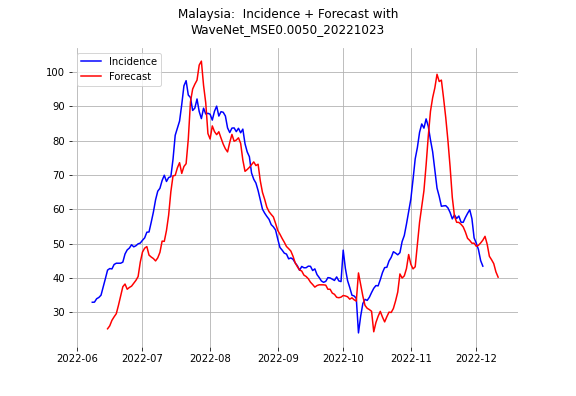 Malaysia:  Incidence + Forecast with
WaveNet_MSE0.0050_20221023
Incidence
Forecast
100
90
80
70
60
50
40
30
2022-06 2022-07 2022-08 2022-09 2022-10 2022-11 2022-12